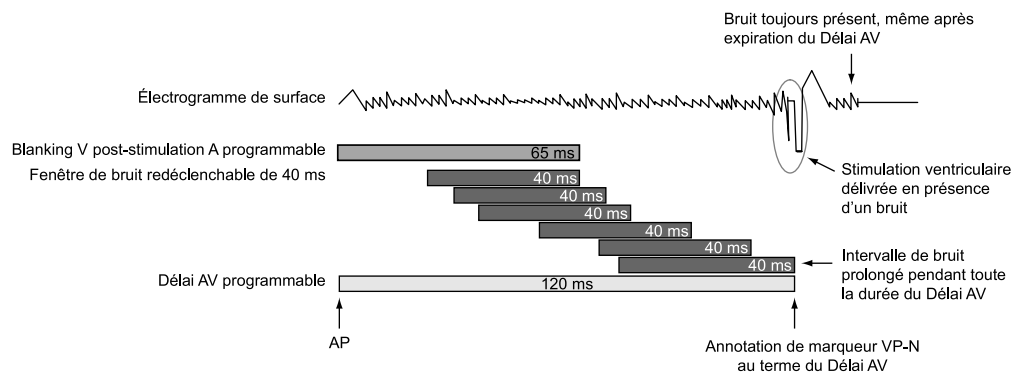 Bruit toujours présent, même après
expiration du Délai AV
Électrogramme de surface
Blanking V post-stimulation A programmable
65 ms
Fenêtre de bruit redéclenchable de 40 ms
40 ms
40 ms
40 ms
40 ms
40 ms
40 ms
Stimulation ventriculaire
délivrée en présence
d'un bruit
Intervalle de bruit
prolongé pendant toute
la durée du Délai AV
Délai AV programmable
120 ms
AP
Annotation de marqueur VP-N
au terme du Délai AV